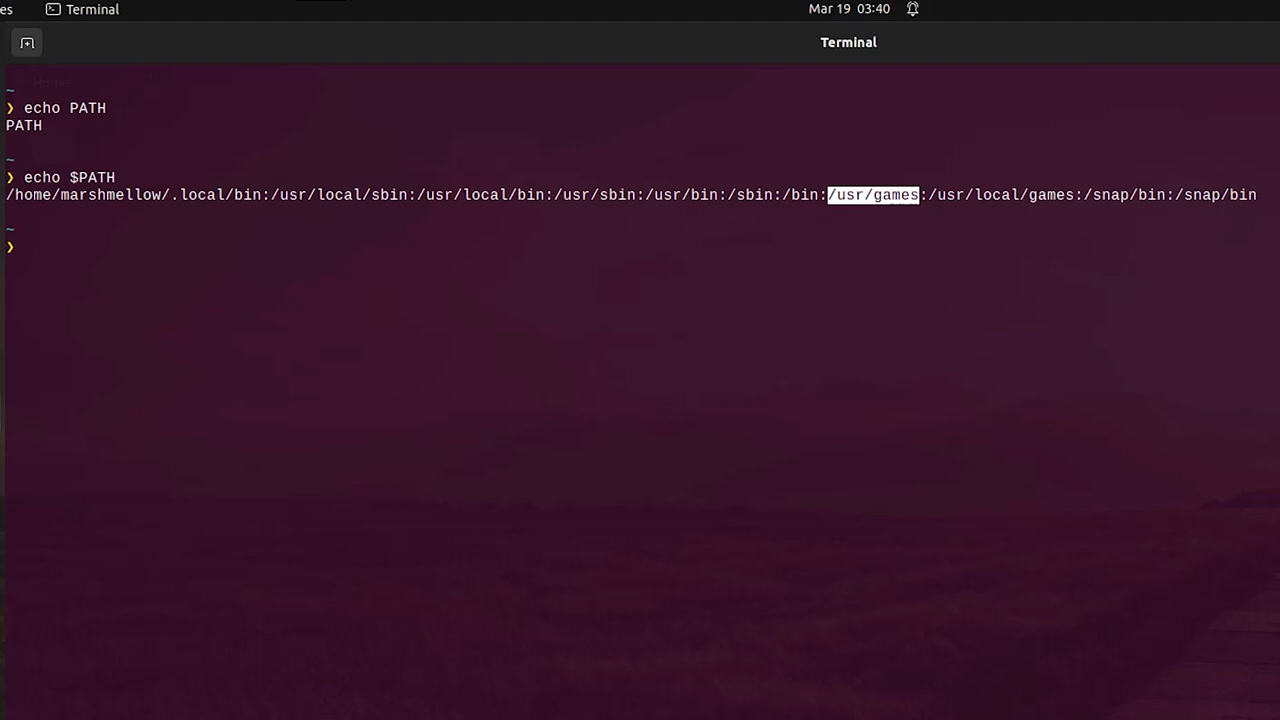 es Terminal Mar 19 03:40
Terminal
~
❯ echo PATH
PATH
~
❯ echo $PATH
/home/marshmellow/.local/bin:/usr/local/sbin:/usr/local/bin:/usr/sbin:/usr/bin:/sbin:/bin:/usr/games:/usr/local/games:/snap/bin:/snap/bin
~
❯